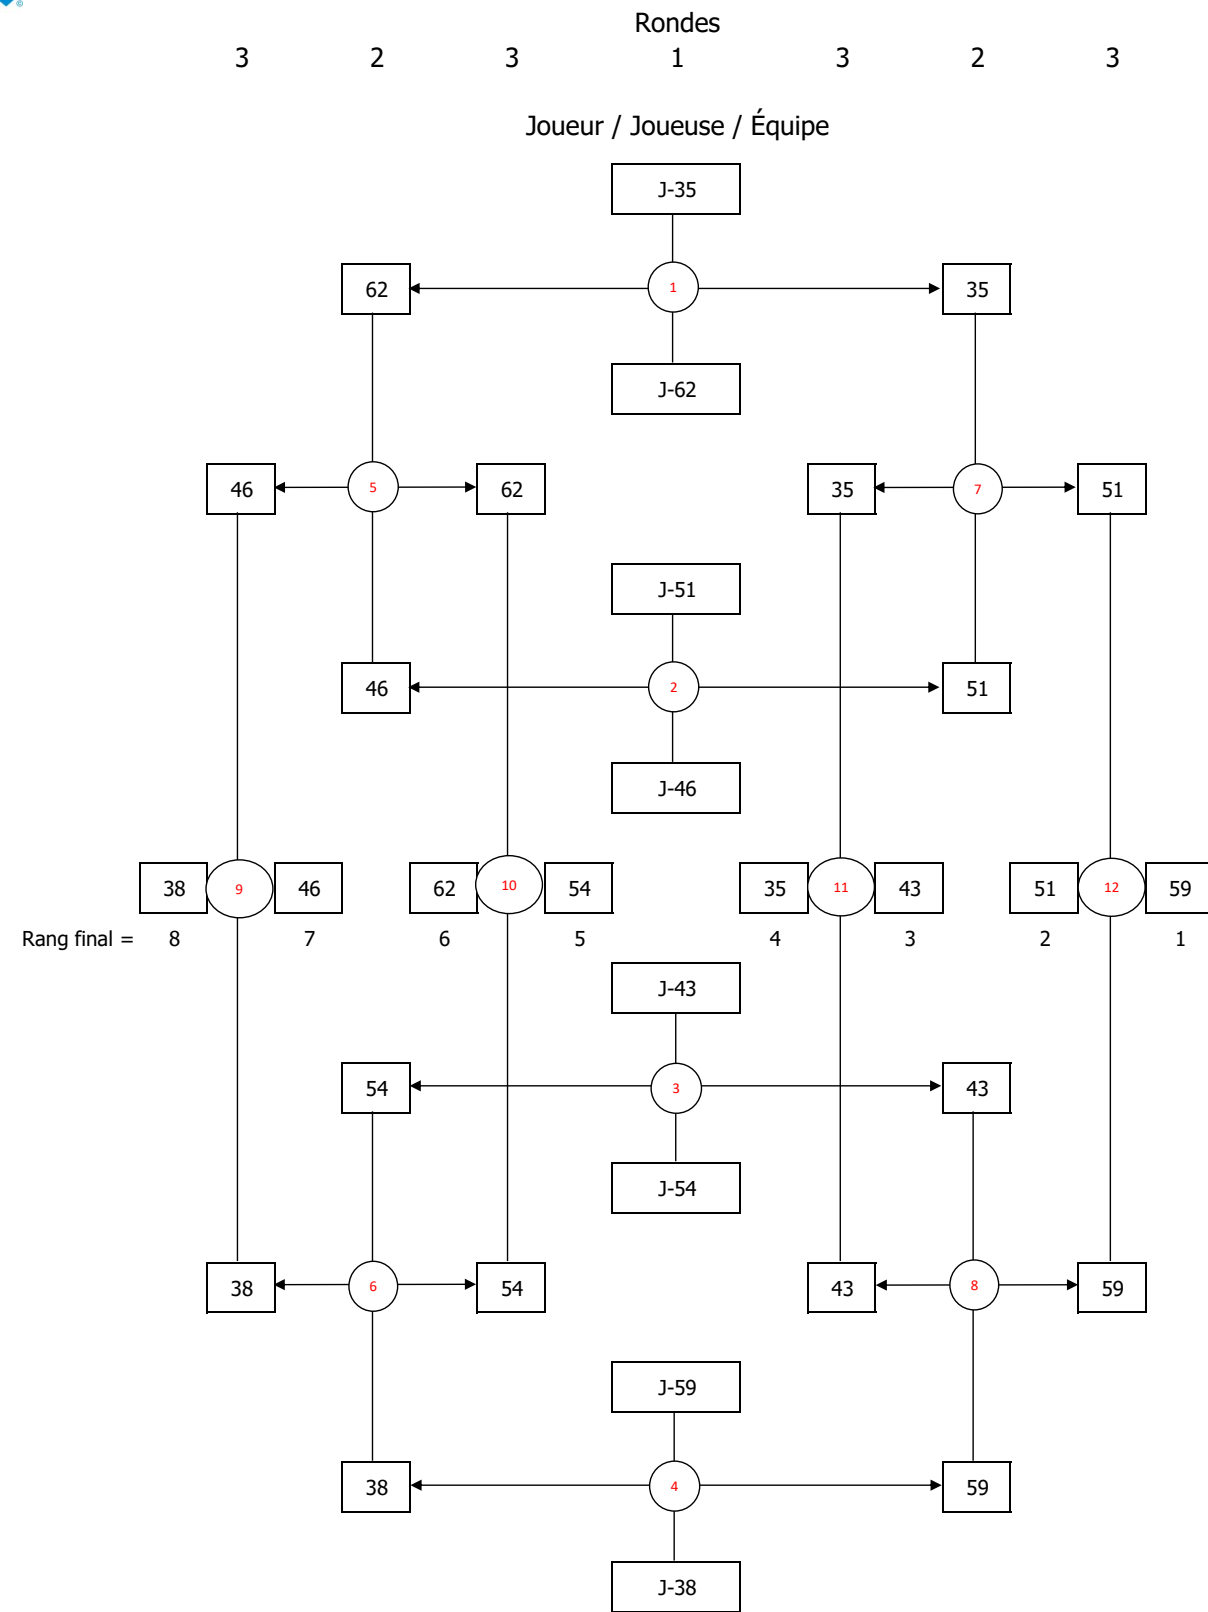 ©
Rondes
3 2 3 1 3 2 3
Joueur / Joueuse / Équipe
J-35
62 1 35
J-62
46 5 62 35 7 51
J-51
46 2 51
J-46
38 9 46 62 10 54 35 11 43 51 12 59
Rang final = 8 7 6 5 4 3 2 1
J-43
54 3 43
J-54
38 6 54 43 8 59
J-59
38 4 59
J-38